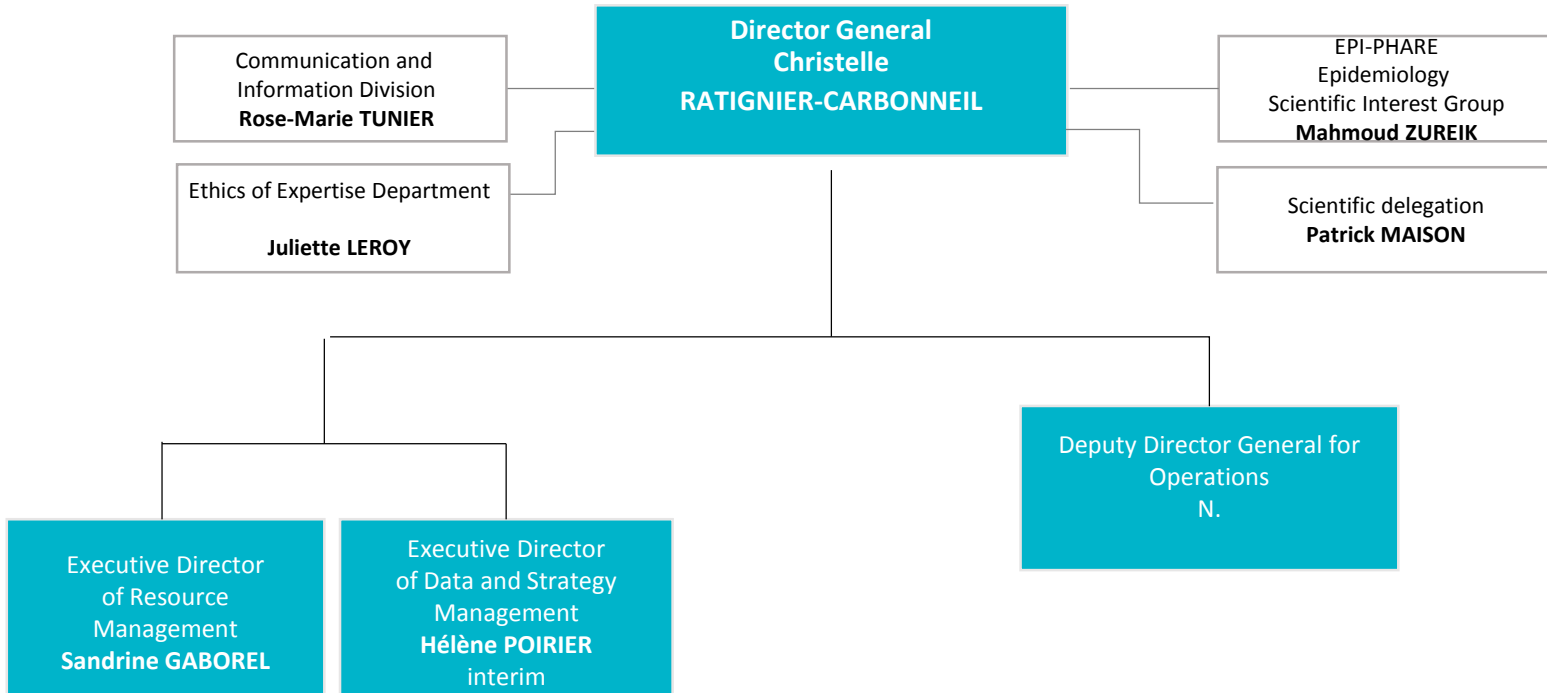 Director General
Christelle
RATIGNIER-CARBONNEIL
Communication and
Information Division
Rose-Marie TUNIER
EPI-PHARE
Epidemiology
Scientific Interest Group
Mahmoud ZUREIK
Ethics of Expertise Department
Juliette LEROY
Scientific delegation
Patrick MAISON
Deputy Director General for
Operations
N.
Executive Director
of Resource
Management
Sandrine GABOREL
Executive Director
of Data and Strategy
Management
Hélène POIRIER
interim